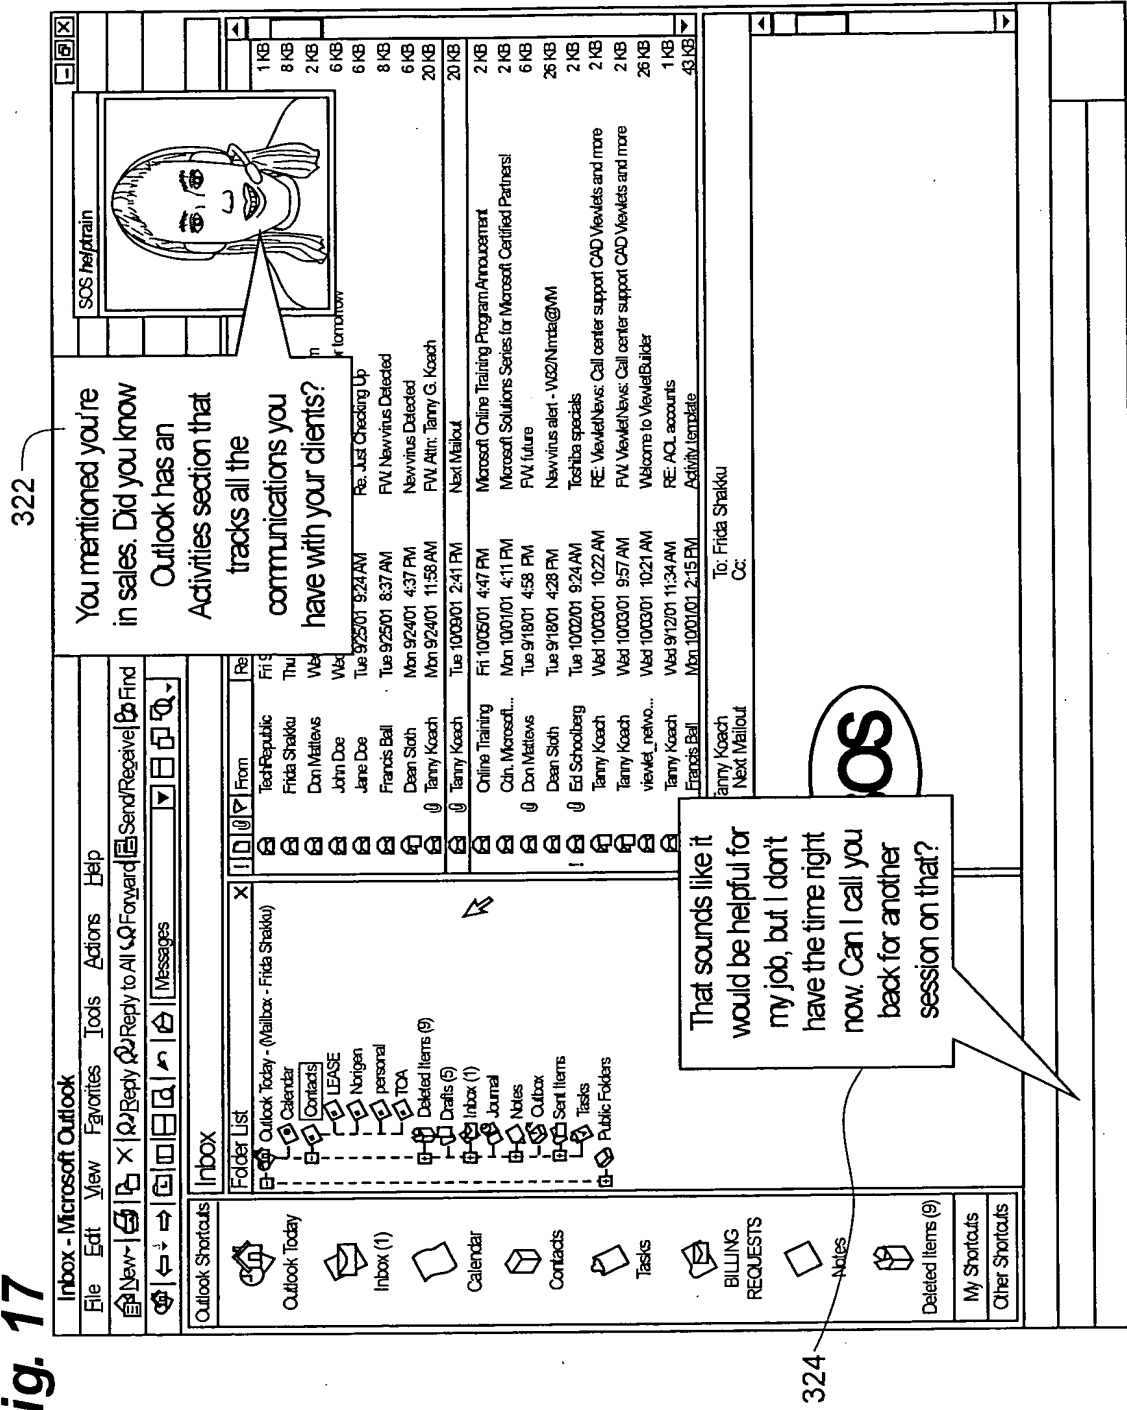 ig. 17
Inbox - Microsoft Outlook
File Edit View Favorites Tools Actions Help
New Reply Reply to All Forward Send/Receive Find
Messages
322
You mentioned you're
in sales. Did you know
Outlook has an
Activities section that
tracks all the
communications you
have with your clients?
SOS helptrain
Outlook Shortcuts
Outlook Today
Inbox (1)
Calendar
Contacts
Tasks
BILLING
REQUESTS
Notes
Deleted Items (9)
My Shortcuts
Other Shortcuts
Inbox
Folder List X
Outlook Today - (Mailbox - Frida Shakku)
Calendar
Contacts
LEASE
Norigen
personal
TOA
Deleted Items (9)
Drafts (5)
Inbox (1)
Journal
Notes
Outbox
Sent Items
Tasks
Public Folders
! From Re
TechRepublic Fri 9 1 KB
Frida Shakku Thu 8 KB
Don Mattews Wed m 2 KB
John Doe Wed or tomorrow 6 KB
Jane Doe Tue 9/25/01 9:24 AM Re. Just Checking Up 6 KB
Francis Ball Tue 9/25/01 8:37 AM FW. New virus Detected 8 KB
Dean Sloth Mon 9/24/01 4:37 PM New virus Detected 6 KB
Tanny Koach Mon 9/24/01 11:58 AM FW. Attn: Tanny G. Koach 20 KB
Tanny Koach Tue 10/09/01 2:41 PM Next Mailout 20 KB
Online Training Fri 10/05/01 4:47 PM Microsoft Online Training Program Annoucement 2 KB
Cdn. Microsoft... Mon 10/01/01 4:11 PM Microsoft Solutions Series for Microsoft Certified Partners! 2 KB
Don Mattews Tue 9/18/01 4:58 PM FW. future 6 KB
Dean Sloth Tue 9/18/01 4:28 PM New virus alert - W32/Nimda@MM 26 KB
! Ed Schoolberg Tue 10/02/01 9:24 AM Toshiba specials 2 KB
Tanny Koach Wed 10/03/01 10:22 AM RE: ViewletNews: Call center support CAD Viewlets and more 2 KB
Tanny Koach Wed 10/03/01 9:57 AM FW. ViewletNews: Call center support CAD Viewlets and more 2 KB
viewlet_netwo... Wed 10/03/01 10:21 AM Welcome to ViewletBuilder 26 KB
Tanny Koach Wed 9/12/01 11:34 AM RE: AOL accounts 1 KB
Francis Ball Mon 10/01/01 2:15 PM Activity template 43 KB
Tanny Koach To: Frida Shakku
Next Mailout Cc:
SOS
That sounds like it
would be helpful for
my job, but I don't
have the time right
now. Can I call you
back for another
session on that?
324